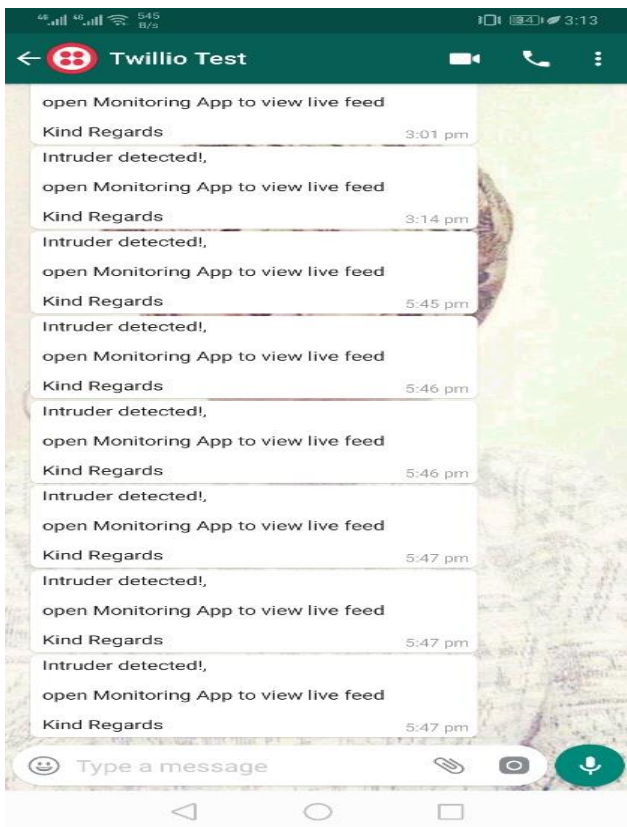 46 46 545 B/s 34 3:13
Twillio Test
open Monitoring App to view live feed
Kind Regards 3:01 pm
Intruder detected!,
open Monitoring App to view live feed
Kind Regards 3:14 pm
Intruder detected!,
open Monitoring App to view live feed
Kind Regards 5:45 pm
Intruder detected!,
open Monitoring App to view live feed
Kind Regards 5:46 pm
Intruder detected!,
open Monitoring App to view live feed
Kind Regards 5:46 pm
Intruder detected!,
open Monitoring App to view live feed
Kind Regards 5:47 pm
Intruder detected!,
open Monitoring App to view live feed
Kind Regards 5:47 pm
Intruder detected!,
open Monitoring App to view live feed
Kind Regards 5:47 pm
Type a message